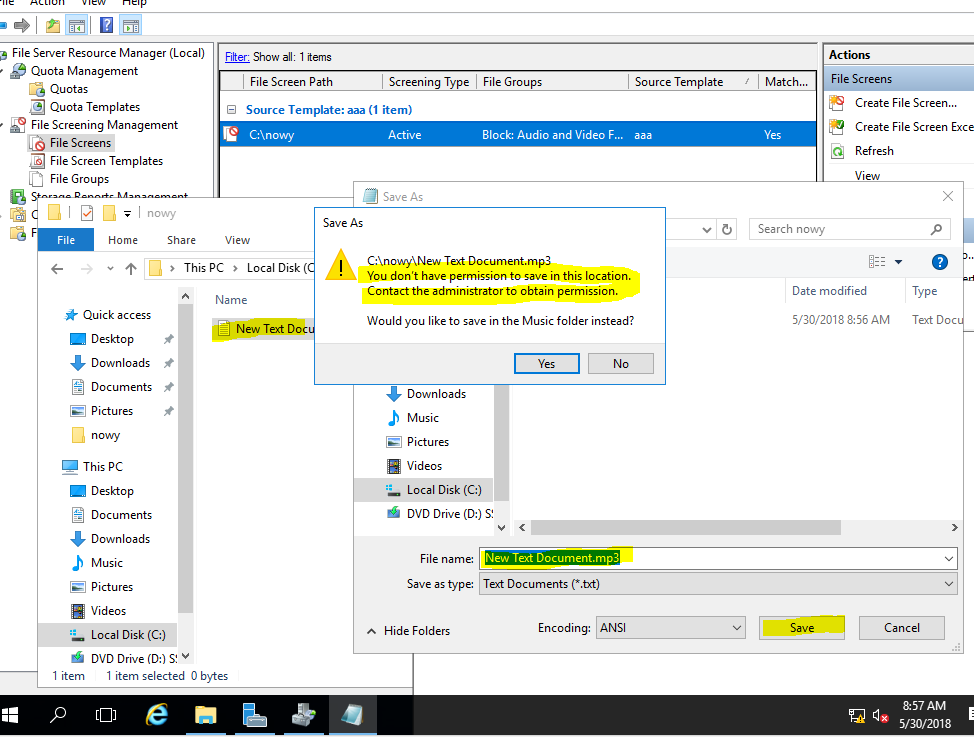 File Action View Help
File Server Resource Manager (Local)
Quota Management
Quotas
Quota Templates
File Screening Management
File Screens
File Screen Templates
File Groups
Storage Reports Management
Filter: Show all: 1 items
File Screen Path Screening Type File Groups Source Template Match...
Source Template: aaa (1 item)
C:\nowy Active Block: Audio and Video F... aaa Yes
Actions
File Screens
Create File Screen...
Create File Screen Exce
Refresh
View
nowy
File Home Share View
This PC Local Disk (C
Name
New Text Docu
Quick access
Desktop
Downloads
Documents
Pictures
nowy
This PC
Desktop
Documents
Downloads
Music
Pictures
Videos
Local Disk (C:)
DVD Drive (D:) S
1 item 1 item selected 0 bytes
Save As
Search nowy
Date modified Type
5/30/2018 8:56 AM Text Docu
Downloads
Music
Pictures
Videos
Local Disk (C:)
DVD Drive (D:) S
File name: New Text Document.mp3
Save as type: Text Documents (*.txt)
Hide Folders
Encoding: ANSI
Save
Cancel
Save As
C:\nowy\New Text Document.mp3
You don't have permission to save in this location.
Contact the administrator to obtain permission.
Would you like to save in the Music folder instead?
Yes No
8:57 AM
5/30/2018